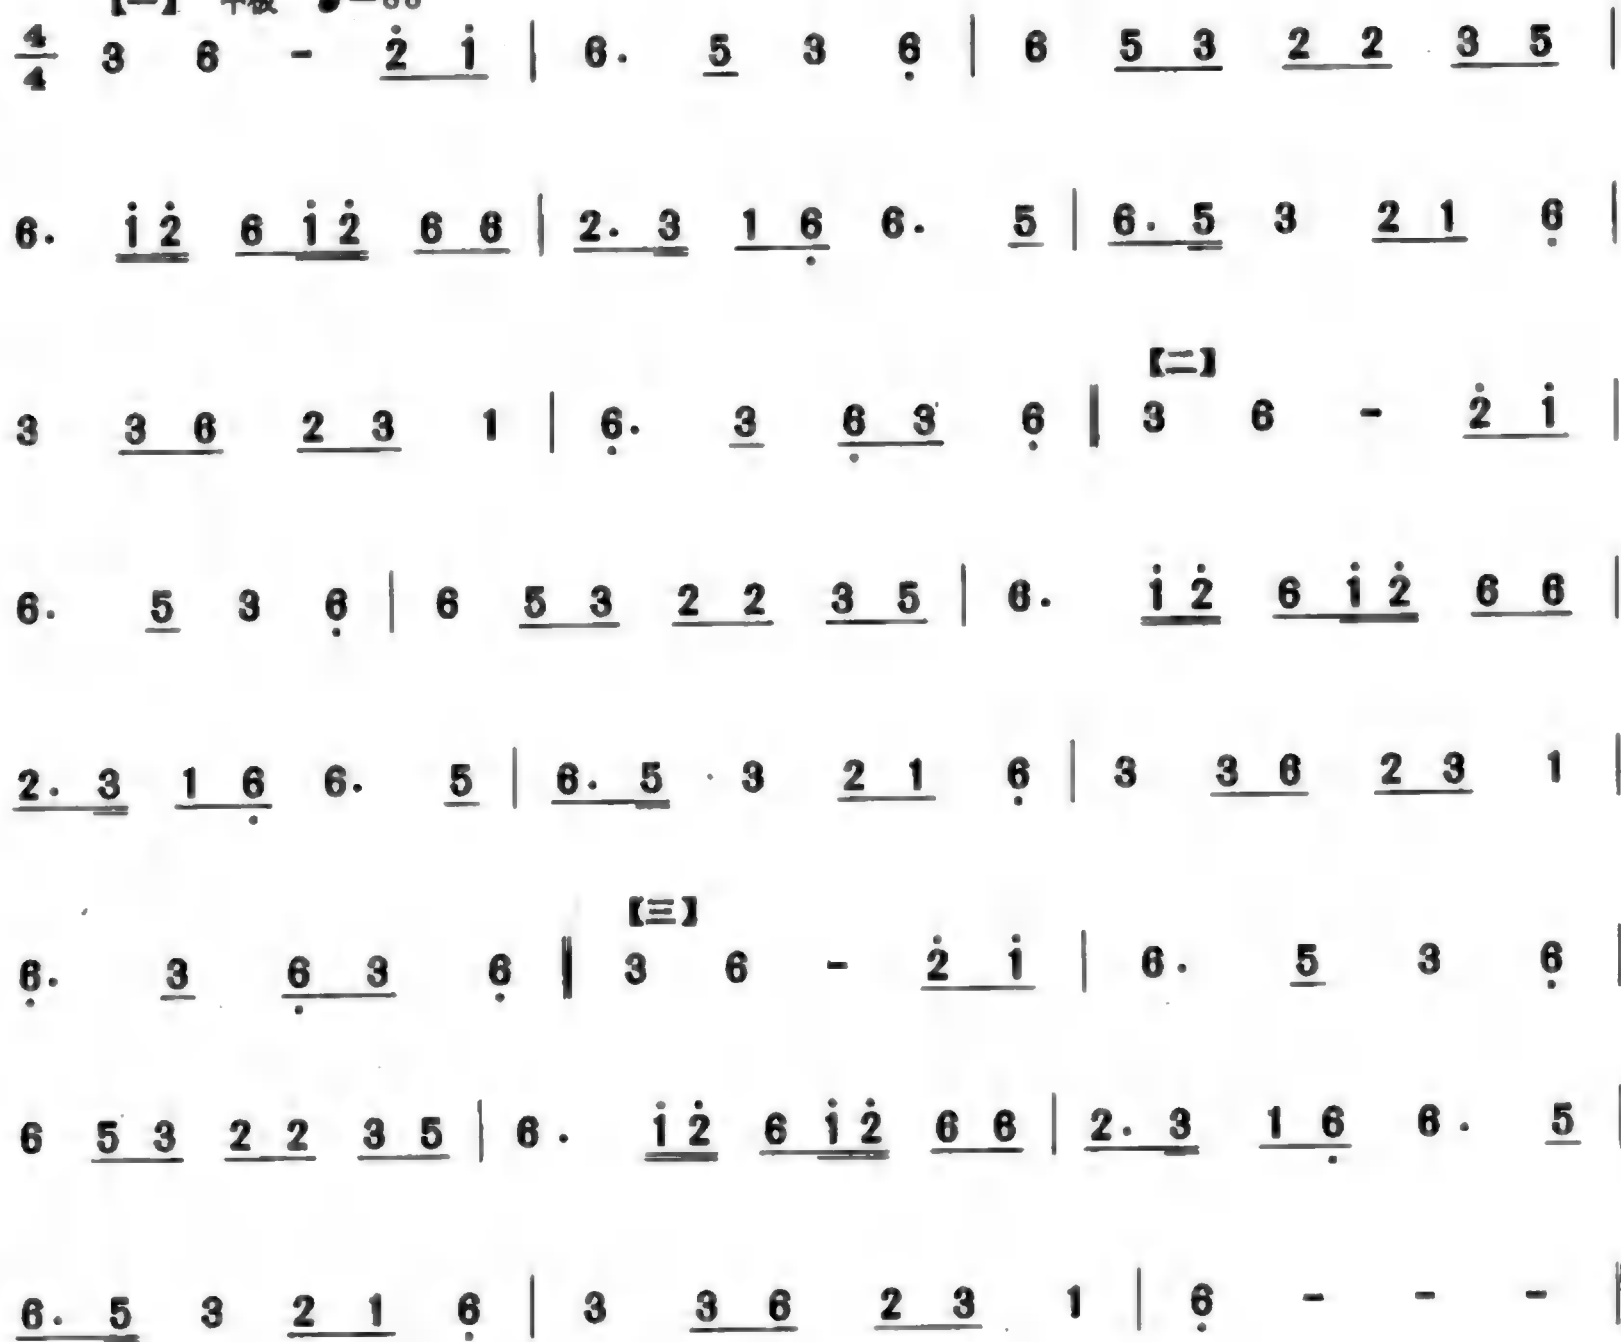 4/4 3 6 - 2̇ 1̇ | 6. 5 3 6̣ | 6 5 3 2 2 3 5 |
6. 1̇ 2̇ 6 1̇ 2̇ 6 6 | 2. 3 1 6̣ 6. 5 | 6. 5 3 2 1 6̣ |
【二】
3 3 6 2 3 1 | 6̣. 3 6̣ 3 6̣ ‖ 3 6 - 2̇ 1̇ |
6. 5 3 6̣ | 6 5 3 2 2 3 5 | 6. 1̇ 2̇ 6 1̇ 2̇ 6 6 |
2. 3 1 6̣ 6. 5 | 6. 5 3 2 1 6̣ | 3 3 6 2 3 1 |
【三】
6̣. 3 6̣ 3 6̣ ‖ 3 6 - 2̇ 1̇ | 6. 5 3 6̣ |
6 5 3 2 2 3 5 | 6. 1̇ 2̇ 6 1̇ 2̇ 6 6 | 2. 3 1 6̣ 6. 5 |
6. 5 3 2 1 6̣ | 3 3 6 2 3 1 | 6̣ - - - |